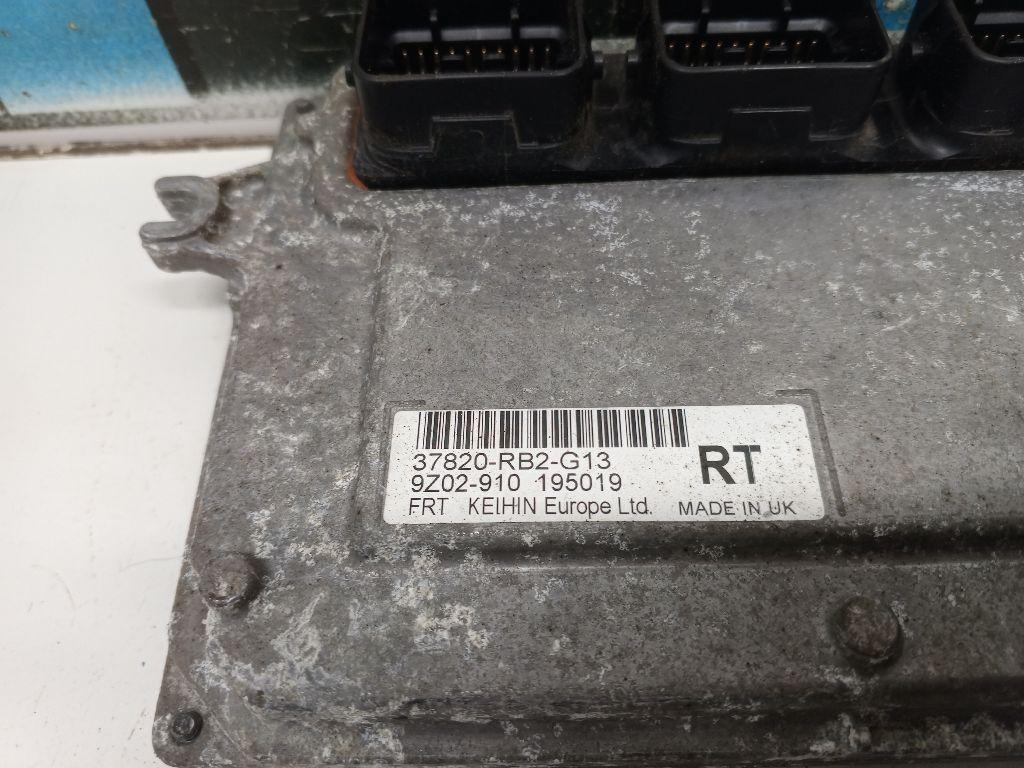 37820-RB2-G13
9Z02-910 195019
RT
FRT KEIHIN Europe Ltd. MADE IN UK